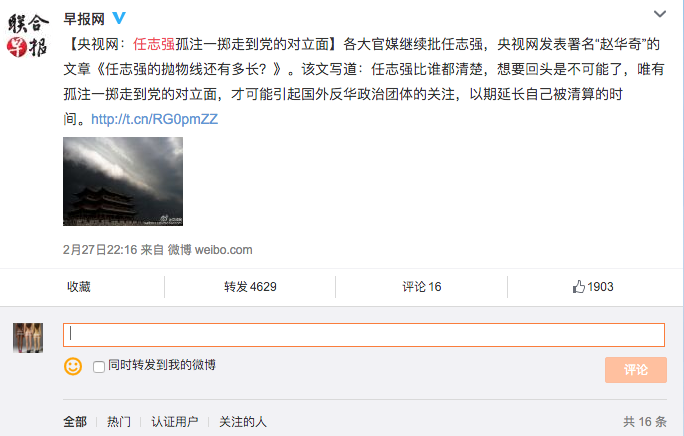 联合
早报
早报网
【央视网：任志强孤注一掷走到党的对立面】各大官媒继续批任志强，央视网发表署名“赵华奇”的
文章《任志强的抛物线还有多长？》。该文写道：任志强比谁都清楚，想要回头是不可能了，唯有
孤注一掷走到党的对立面，才可能引起国外反华政治团体的关注，以期延长自己被清算的时
间。http://t.cn/RG0pmZZ
2月27日22:16 来自 微博 weibo.com
收藏
转发 4629
评论 16
1903
同时转发到我的微博
评论
全部
热门
认证用户
关注的人
共 16 条